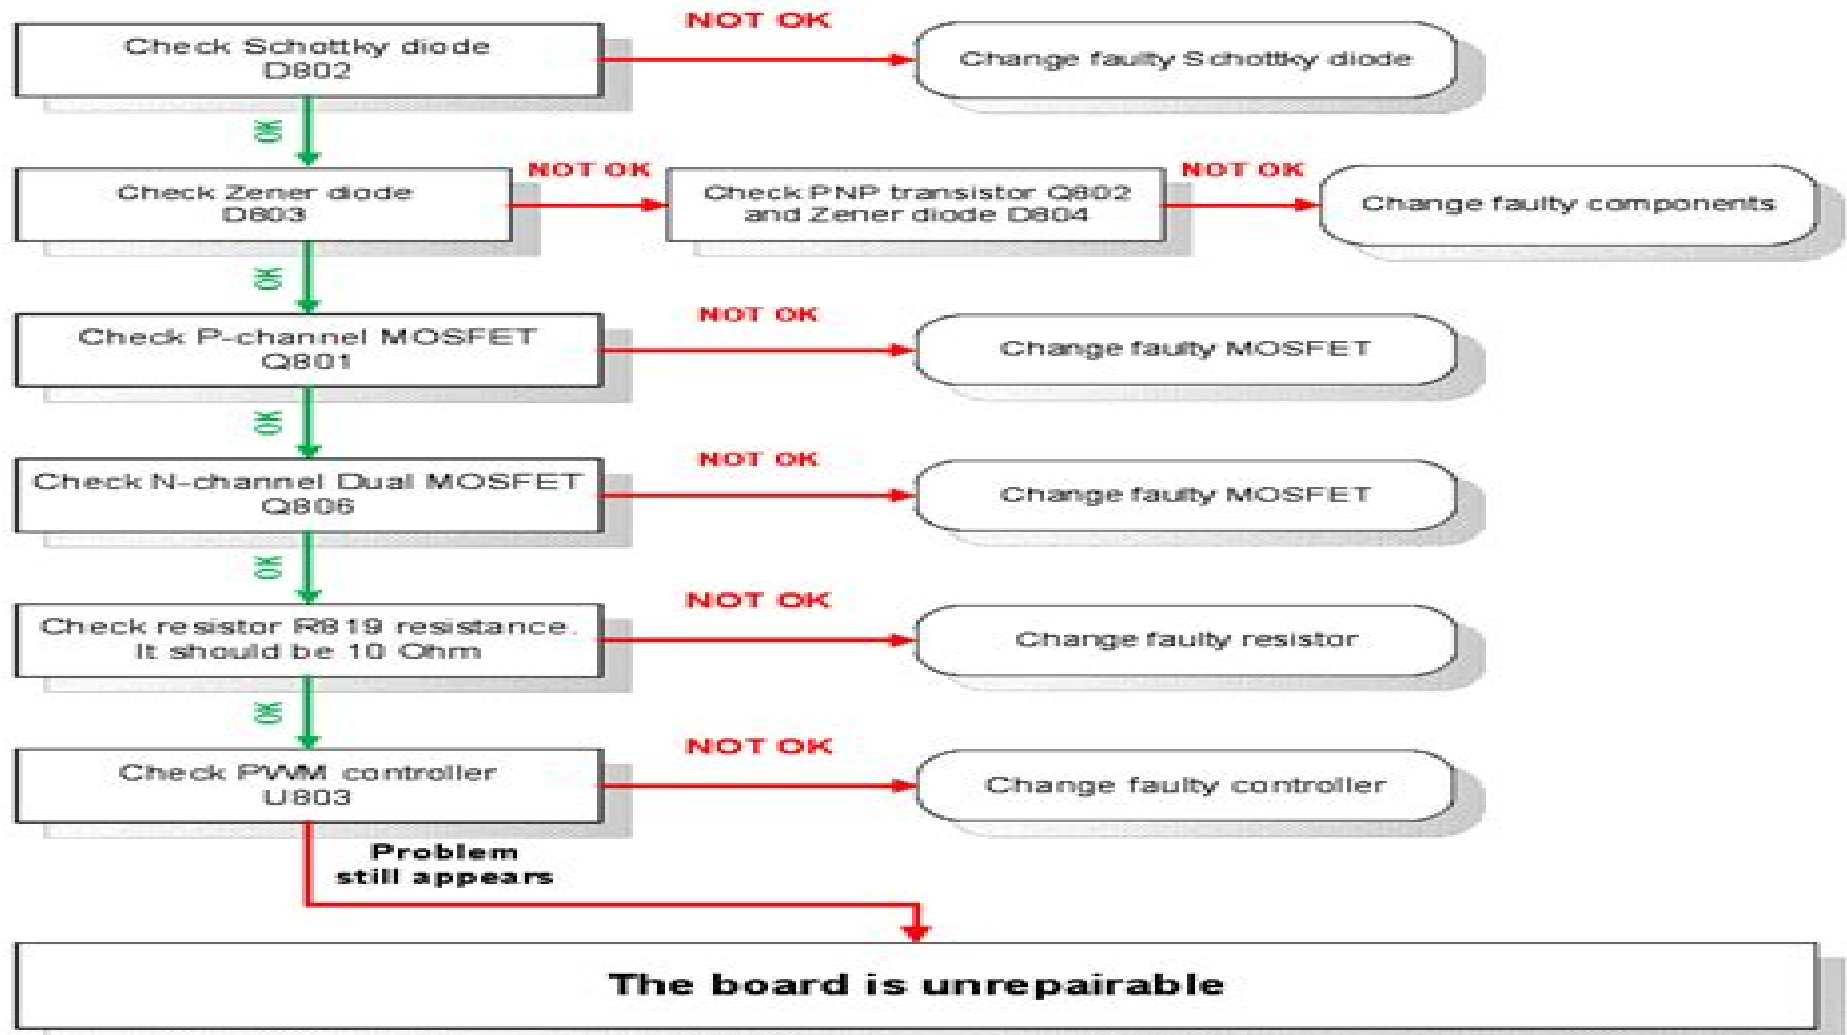 NOT OK
Check Schottky diode
D802
Change faulty Schottky diode
OK
NOT OK
NOT OK
Check Zener diode
D803
Check PNP transistor Q802
and Zener diode D804
Change faulty components
OK
NOT OK
Check P-channel MOSFET
Q801
Change faulty MOSFET
OK
NOT OK
Check N-channel Dual MOSFET
Q806
Change faulty MOSFET
OK
NOT OK
Check resistor R819 resistance.
It should be 10 Ohm
Change faulty resistor
OK
NOT OK
Check PWM controller
U803
Change faulty controller
Problem
still appears
The board is unrepairable